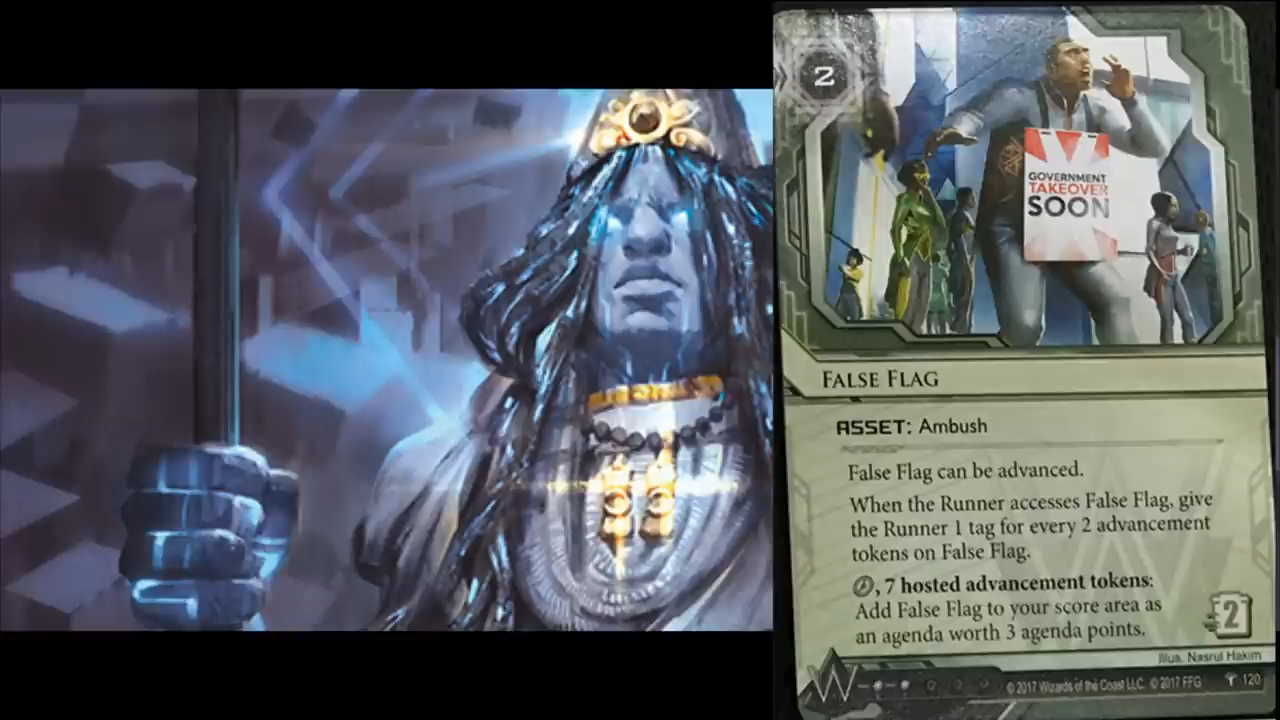 2
GOVERNMENT
TAKEOVER
SOON
FALSE FLAG
ASSET: Ambush
False Flag can be advanced.
When the Runner accesses False Flag, give
the Runner 1 tag for every 2 advancement
tokens on False Flag.
, 7 hosted advancement tokens:
Add False Flag to your score area as
an agenda worth 3 agenda points.
2
Illus. Nasrul Hakim
© 2017 Wizards of the Coast LLC. © 2017 FFG 120